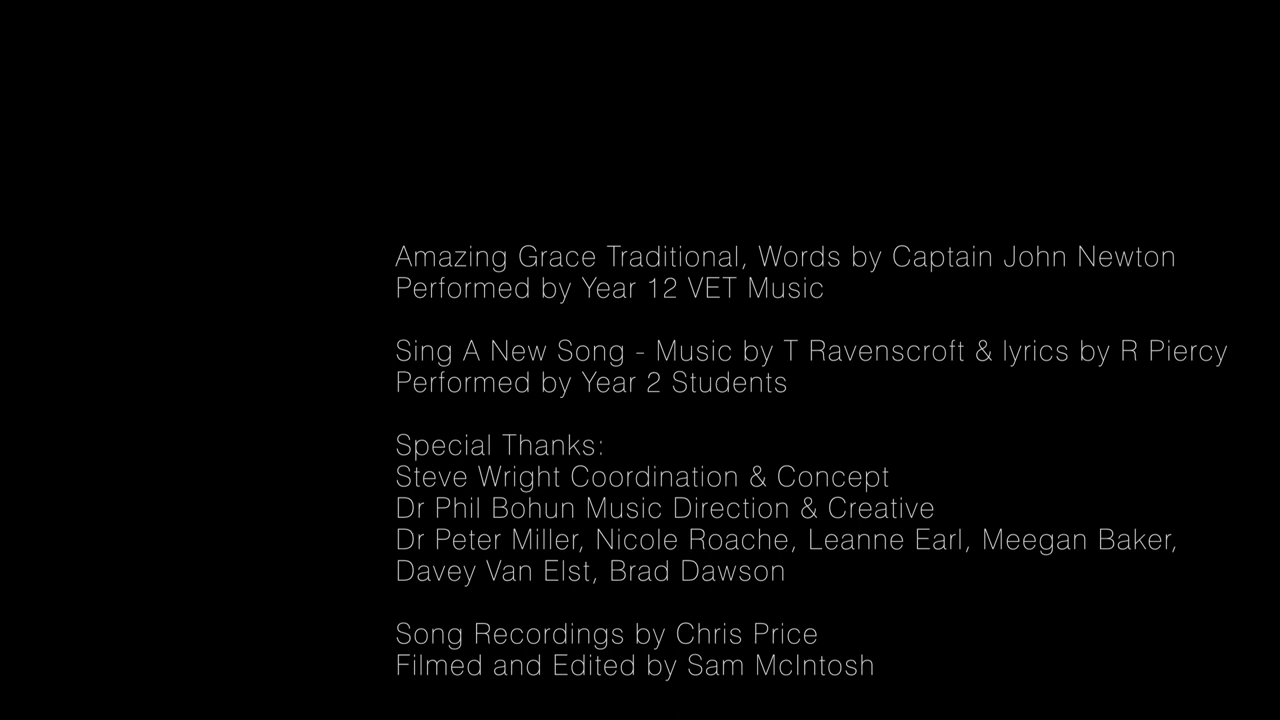 Amazing Grace Traditional, Words by Captain John Newton
Performed by Year 12 VET Music
Sing A New Song - Music by T Ravenscroft & lyrics by R Piercy
Performed by Year 2 Students
Special Thanks:
Steve Wright Coordination & Concept
Dr Phil Bohun Music Direction & Creative
Dr Peter Miller, Nicole Roache, Leanne Earl, Meegan Baker,
Davey Van Elst, Brad Dawson
Song Recordings by Chris Price
Filmed and Edited by Sam McIntosh